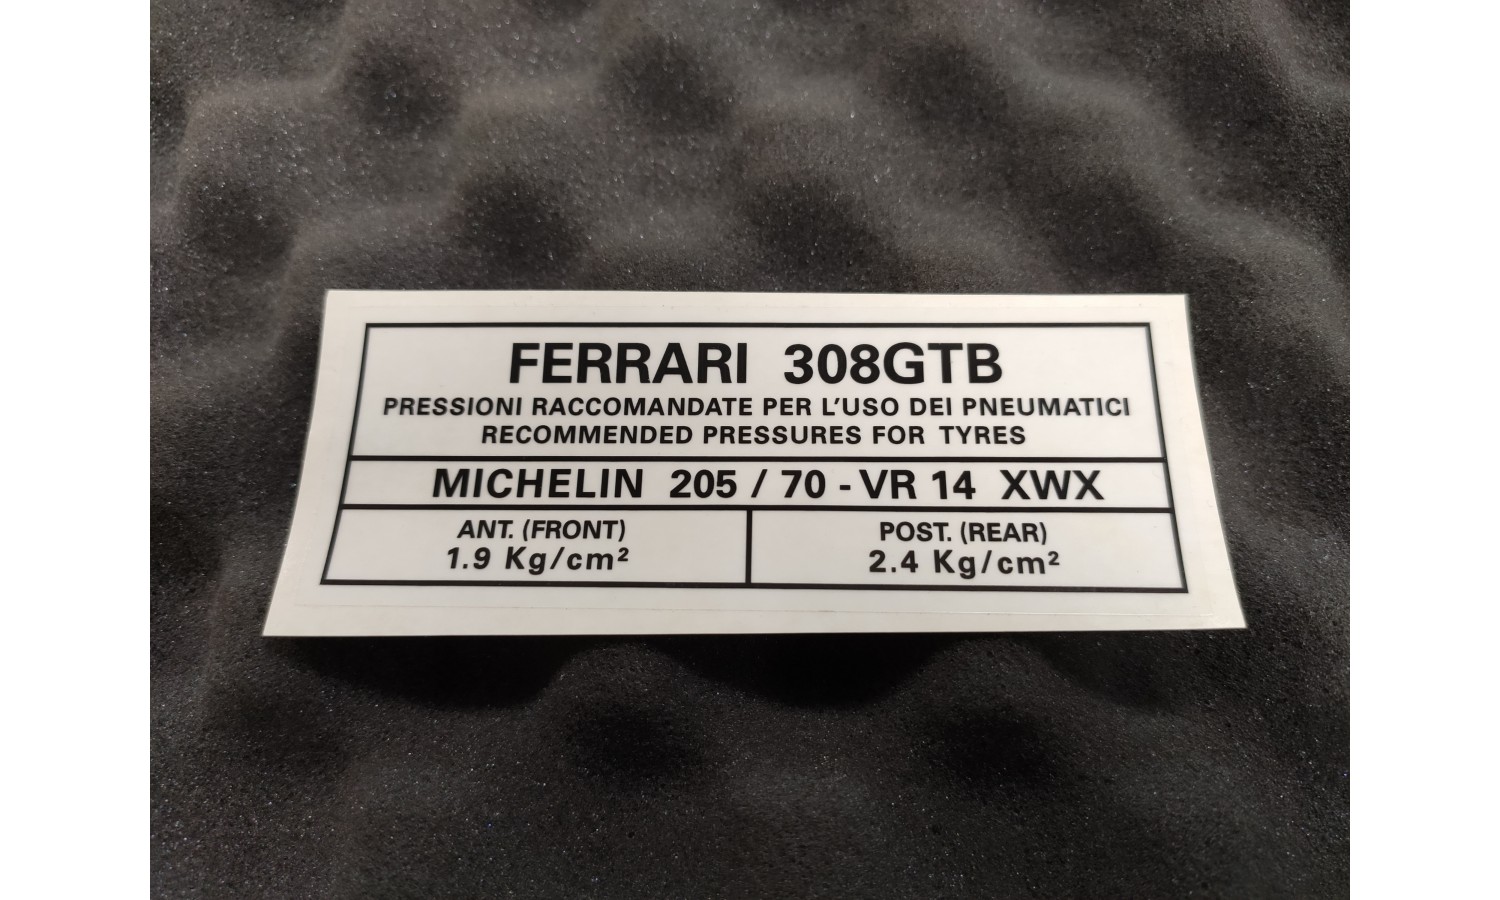 FERRARI 308GTB
PRESSIONI RACCOMANDATE PER L'USO DEI PNEUMATICI
RECOMMENDED PRESSURES FOR TYRES
MICHELIN 205 / 70 - VR 14 XWX
ANT. (FRONT)
1.9 Kg/cm²
POST. (REAR)
2.4 Kg/cm²